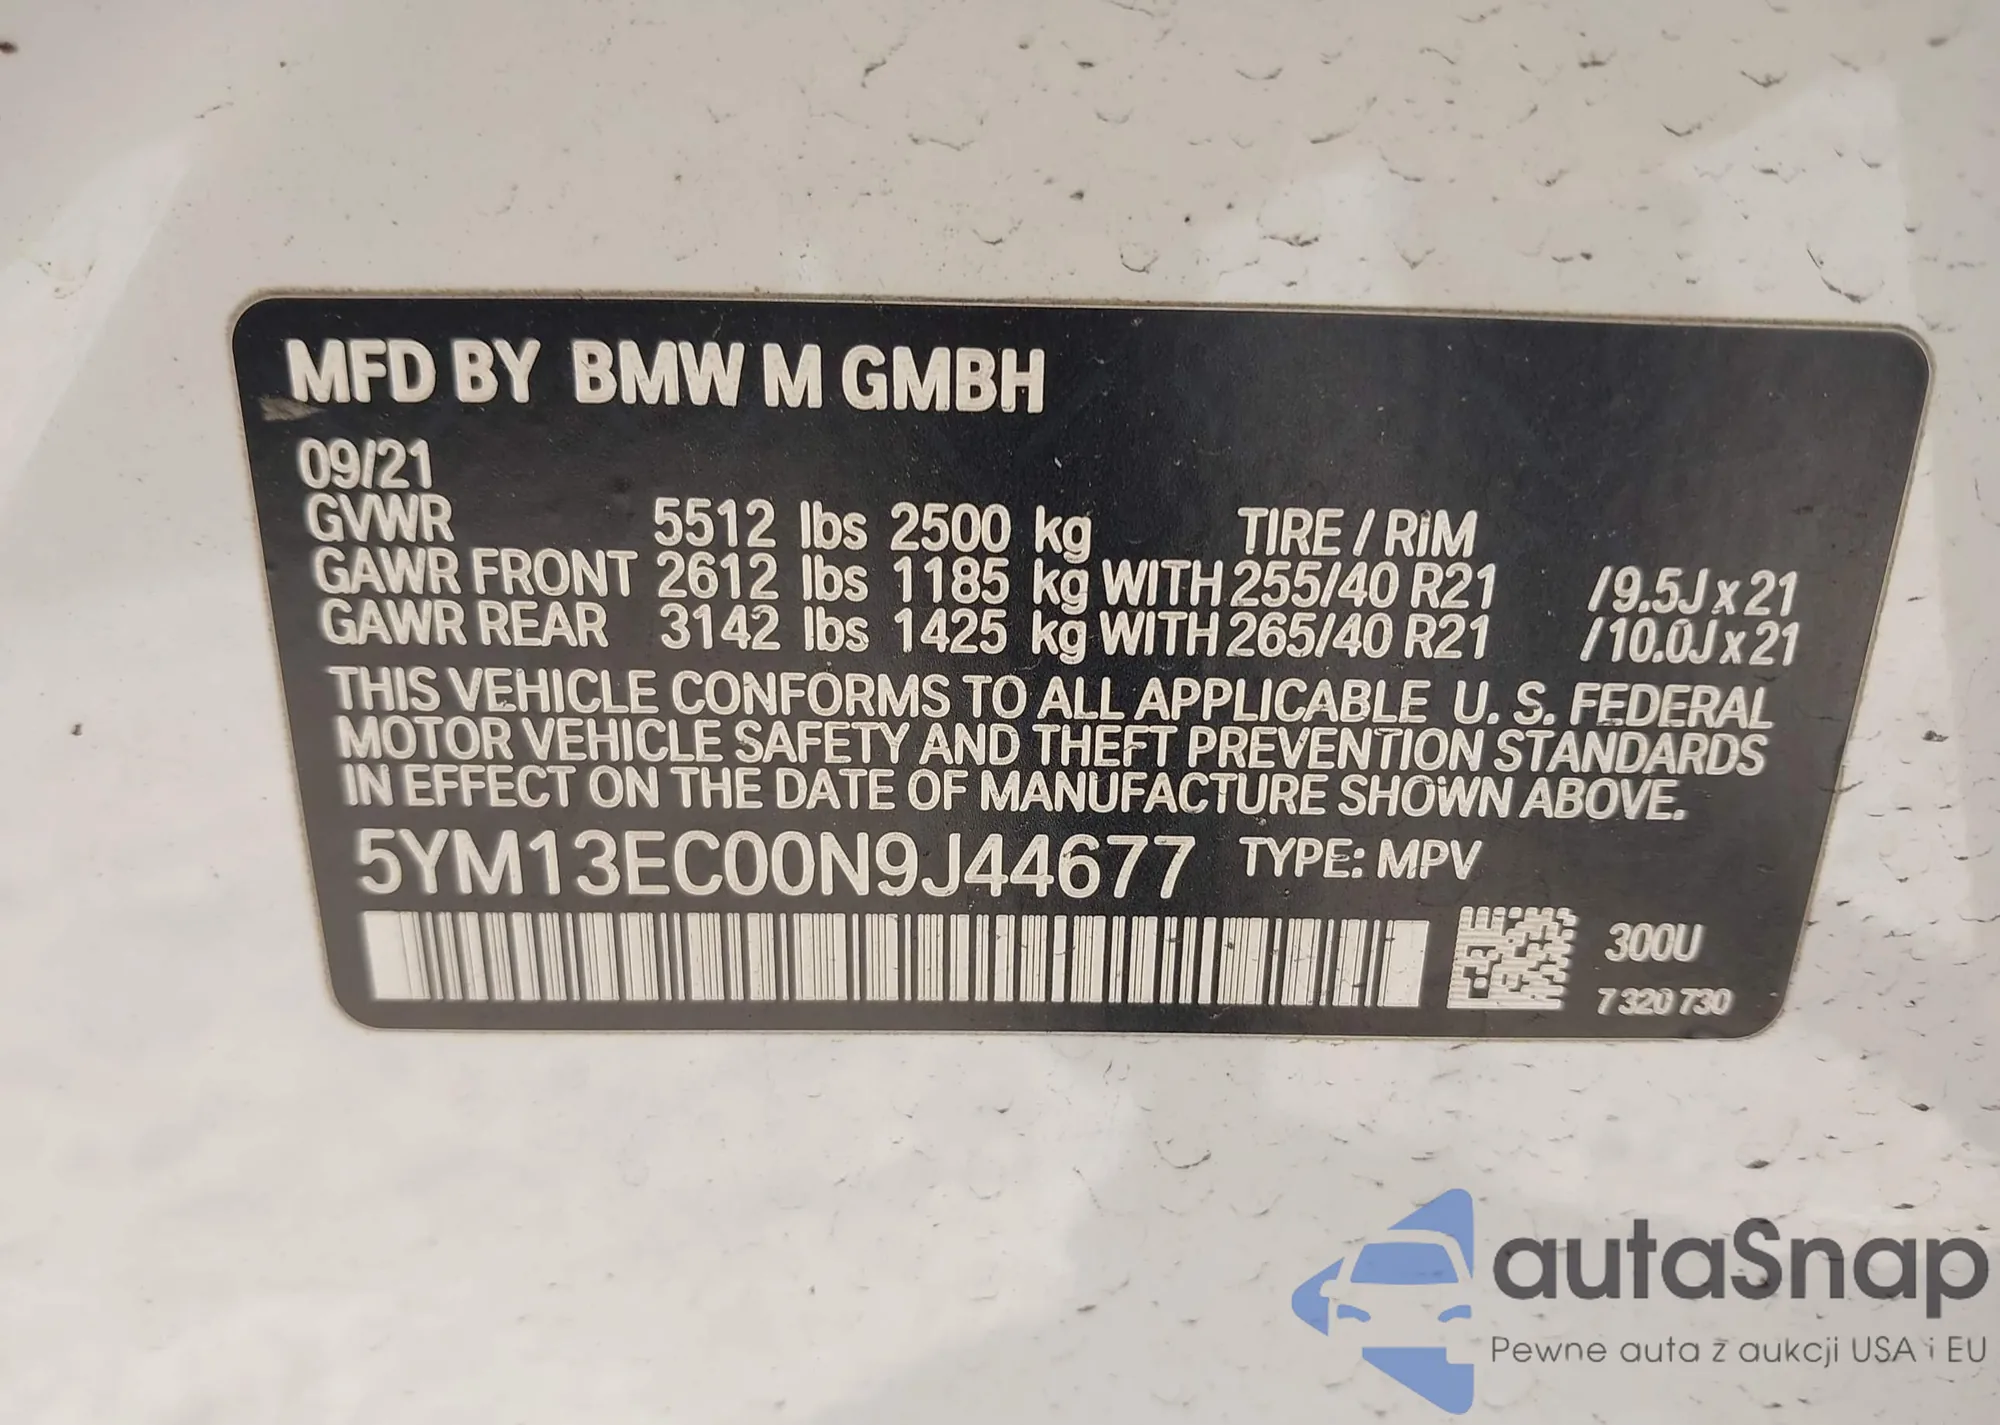 MFD BY BMW M GMBH
09/21
GVWR 5512 lbs 2500 kg TIRE / RIM
GAWR FRONT 2612 lbs 1185 kg WITH 255/40 R21 /9.5J x 21
GAWR REAR 3142 lbs 1425 kg WITH 265/40 R21 /10.0J x 21
THIS VEHICLE CONFORMS TO ALL APPLICABLE U. S. FEDERAL
MOTOR VEHICLE SAFETY AND THEFT PREVENTION STANDARDS
IN EFFECT ON THE DATE OF MANUFACTURE SHOWN ABOVE.
5YM13EC00N9J44677 TYPE: MPV
300U
7 320 730
autaSnap
Pewne auta z aukcji USA i EU